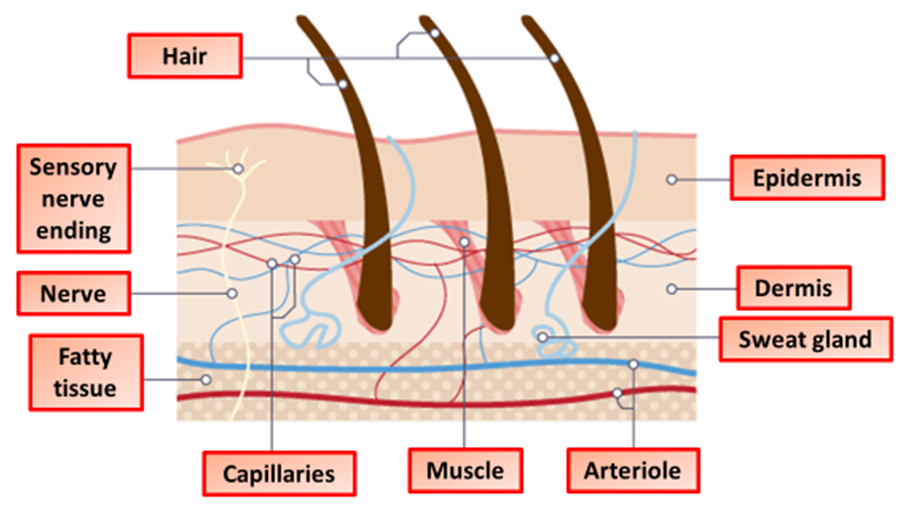 Hair
Sensory
nerve
ending
Epidermis
Nerve
Dermis
Sweat gland
Fatty
tissue
Capillaries
Muscle
Arteriole